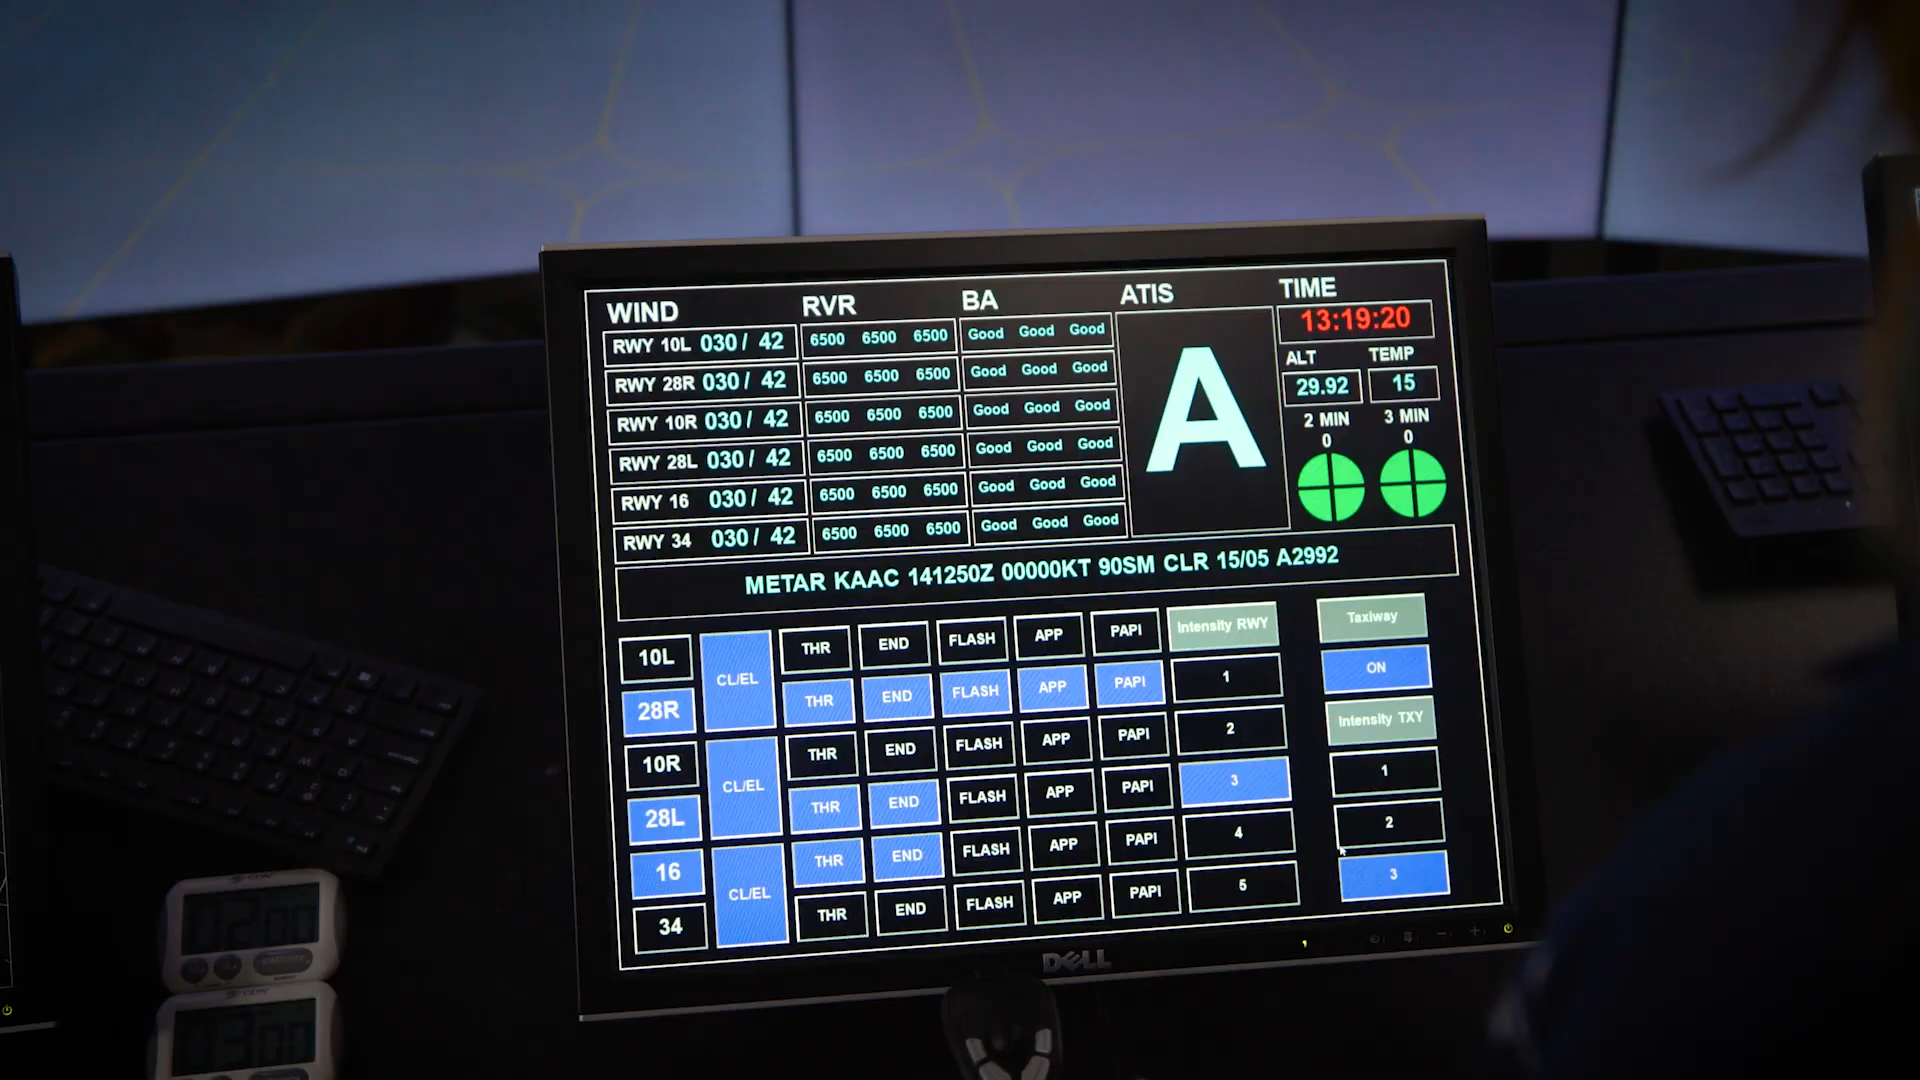 WIND RVR BA ATIS TIME
RWY 10L 030 / 42 6500 6500 6500 Good Good Good
13:19:20
RWY 28R 030 / 42 6500 6500 6500 Good Good Good
ALT TEMP
29.92 15
RWY 10R 030 / 42 6500 6500 6500 Good Good Good
2 MIN 3 MIN
0 0
RWY 28L 030 / 42 6500 6500 6500 Good Good Good
RWY 16 030 / 42 6500 6500 6500 Good Good Good
RWY 34 030 / 42 6500 6500 6500 Good Good Good
A
METAR KAAC 141250Z 00000KT 90SM CLR 15/05 A2992
10L CL/EL THR END FLASH APP PAPI Intensity RWY Taxiway
28R THR END FLASH APP PAPI 1 ON
10R CL/EL THR END FLASH APP PAPI 2 Intensity TXY
28L THR END FLASH APP PAPI 3 1
16 CL/EL THR END FLASH APP PAPI 4 2
34 THR END FLASH APP PAPI 5 3
DELL
02:00
03:00